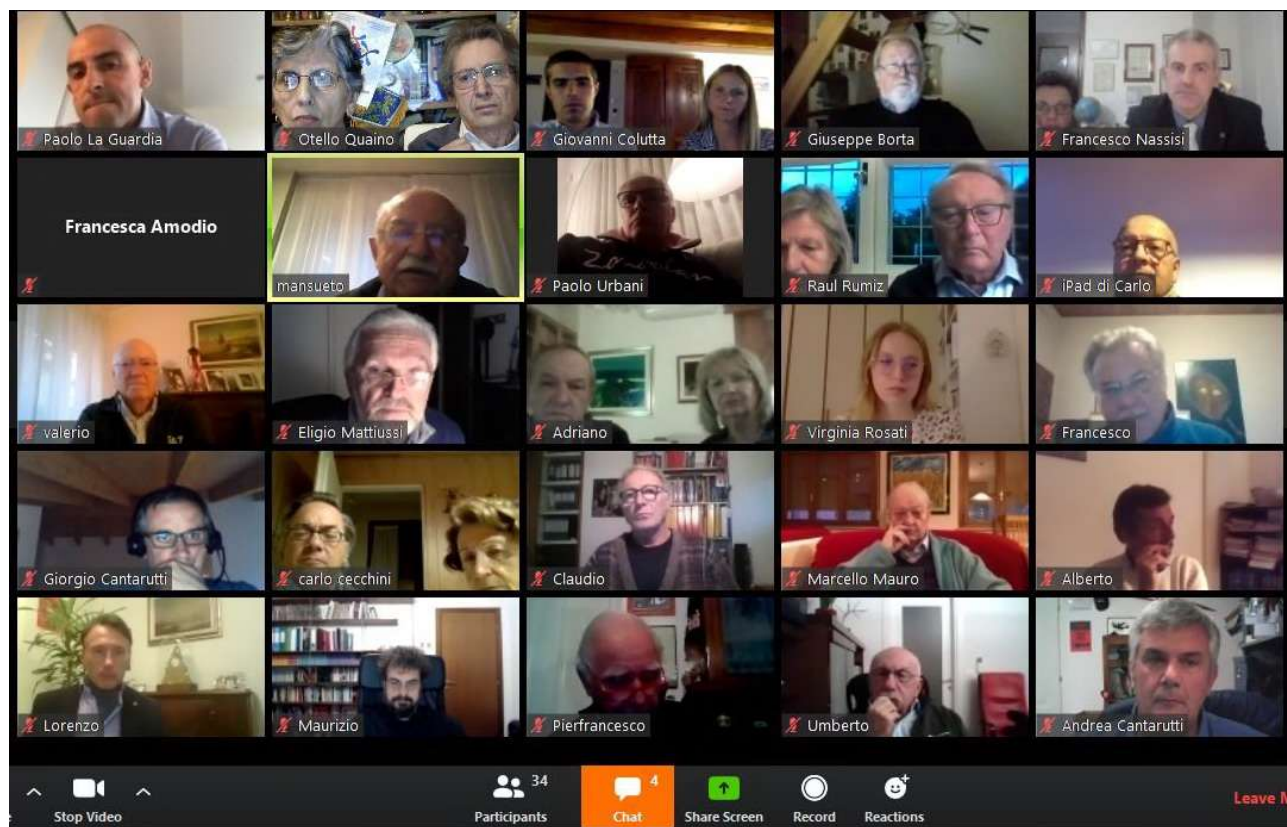 Paolo La Guardia
Otello Quaino
Giovanni Colutta
Giuseppe Borta
Francesco Nassisi
Francesca Amodio
mansueto
Paolo Urbani
Raul Rumiz
iPad di Carlo
valerio
Eligio Mattiussi
Adriano
Virginia Rosati
Francesco
Giorgio Cantarutti
carlo cecchini
Claudio
Marcello Mauro
Alberto
Lorenzo
Maurizio
Pierfrancesco
Umberto
Andrea Cantarutti
34
4
Stop Video
Participants
Chat
Share Screen
Record
Reactions
Leave M